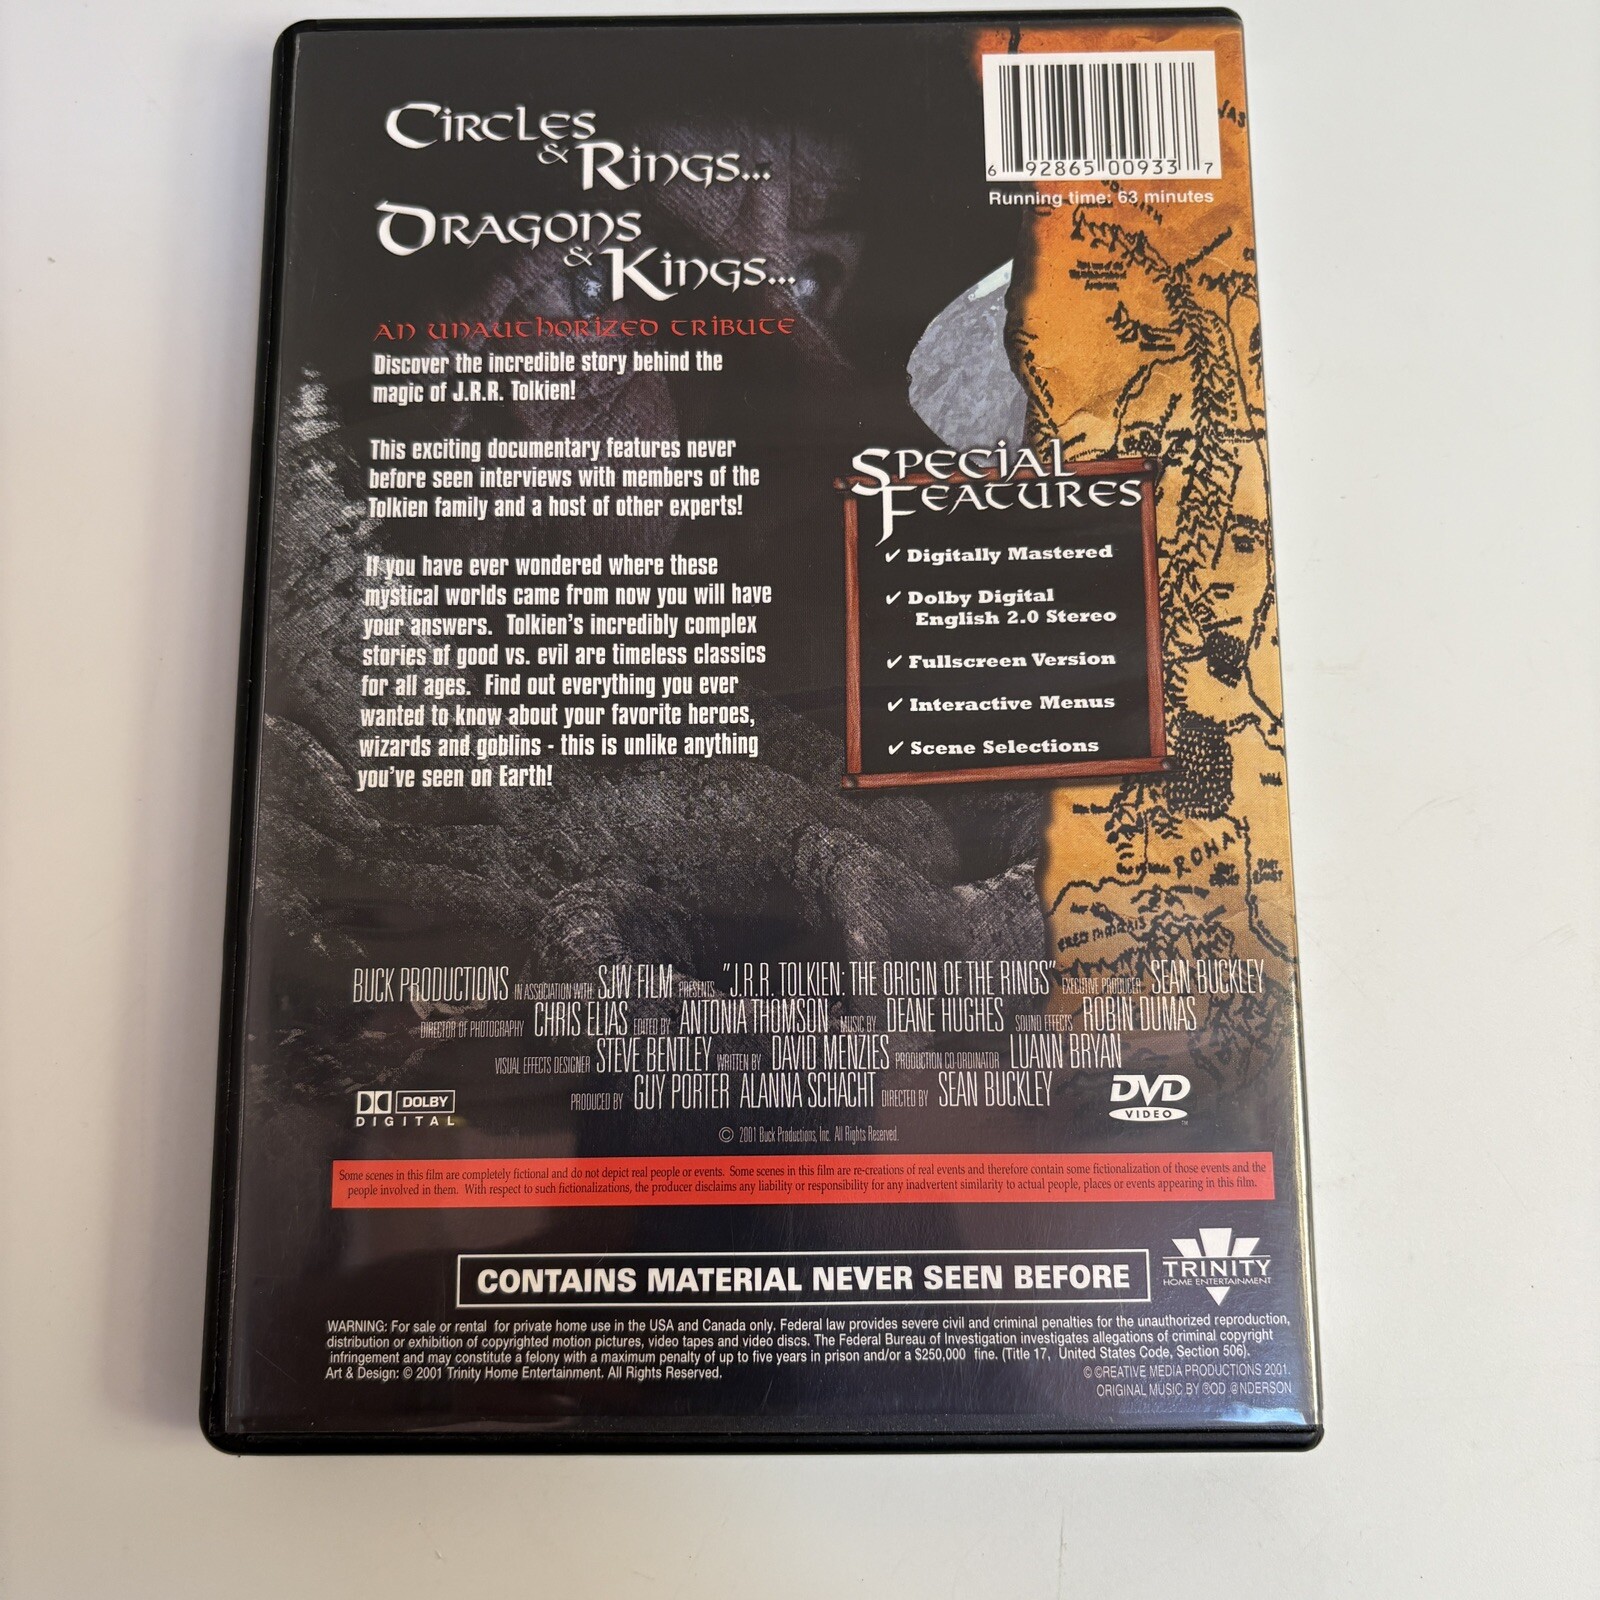 Circles
& Rings...
Dragons
& Kings...
An Unauthorized Tribute
Discover the incredible story behind the
magic of J.R.R. Tolkien!
This exciting documentary features never
before seen interviews with members of the
Tolkien family and a host of other experts!
If you have ever wondered where these
mystical worlds came from now you will have
your answers. Tolkien's incredibly complex
stories of good vs. evil are timeless classics
for all ages. Find out everything you ever
wanted to know about your favorite heroes,
wizards and goblins - this is unlike anything
you've seen on Earth!
6 92865 00933 7
Running time: 63 minutes
Special
Features
✓ Digitally Mastered
✓ Dolby Digital
English 2.0 Stereo
✓ Fullscreen Version
✓ Interactive Menus
✓ Scene Selections
ROHAN
BUCK PRODUCTIONS IN ASSOCIATION WITH SJW FILM PRESENTS "J.R.R. TOLKIEN: THE ORIGIN OF THE RINGS" EXECUTIVE PRODUCER SEAN BUCKLEY
DIRECTOR OF PHOTOGRAPHY CHRIS ELIAS EDITED BY ANTONIA THOMSON MUSIC BY DEANE HUGHES SOUND EFFECTS ROBIN DUMAS
VISUAL EFFECTS DESIGNER STEVE BENTLEY WRITTEN BY DAVID MENZIES PRODUCTION CO-ORDINATOR LUANN BRYAN
PRODUCED BY GUY PORTER ALANNA SCHACHT DIRECTED BY SEAN BUCKLEY
DOLBY
DIGITAL
DVD
VIDEO
© 2001 Buck Productions, Inc. All Rights Reserved.
Some scenes in this film are completely fictional and do not depict real people or events. Some scenes in this film are re-creations of real events and therefore contain some fictionalization of those events and the
people involved in them. With respect to such fictionalizations, the producer disclaims any liability or responsibility for any inadvertent similarity to actual people, places or events appearing in this film.
CONTAINS MATERIAL NEVER SEEN BEFORE
TRINITY
HOME ENTERTAINMENT
WARNING: For sale or rental for private home use in the USA and Canada only. Federal law provides severe civil and criminal penalties for the unauthorized reproduction,
distribution or exhibition of copyrighted motion pictures, video tapes and video discs. The Federal Bureau of Investigation investigates allegations of criminal copyright
infringement and may constitute a felony with a maximum penalty of up to five years in prison and/or a $250,000 fine. (Title 17, United States Code, Section 506).
Art & Design: © 2001 Trinity Home Entertainment. All Rights Reserved.
© ©REATIVE MEDIA PRODUCTIONS 2001.
ORIGINAL MUSIC BY ®OD @NDERSON